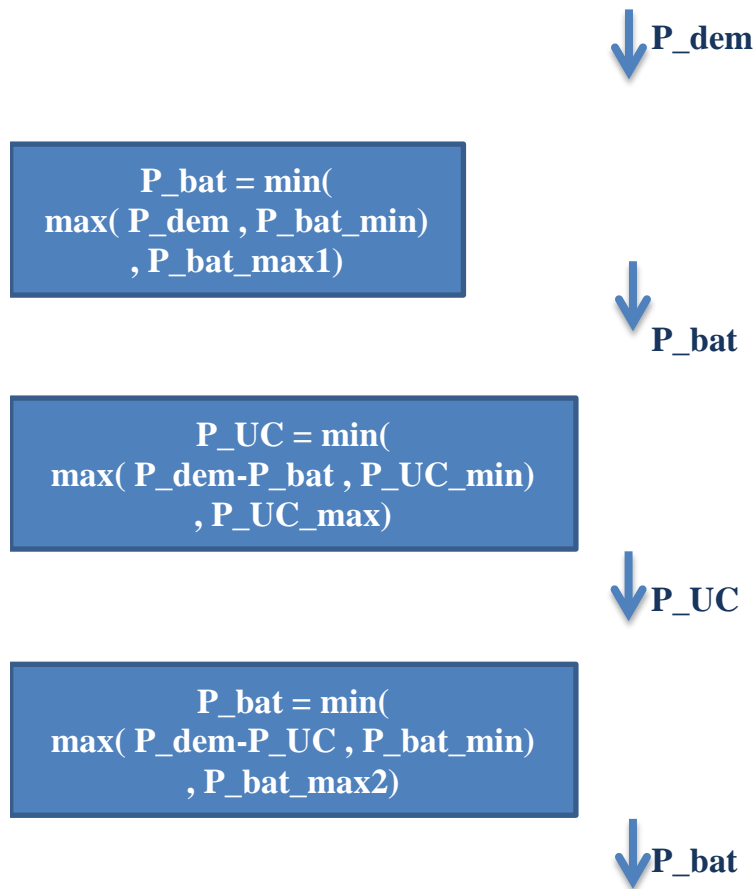 P_dem
P_bat = min(
max( P_dem , P_bat_min)
, P_bat_max1)
P_bat
P_UC = min(
max( P_dem-P_bat , P_UC_min)
, P_UC_max)
P_UC
P_bat = min(
max( P_dem-P_UC , P_bat_min)
, P_bat_max2)
P_bat